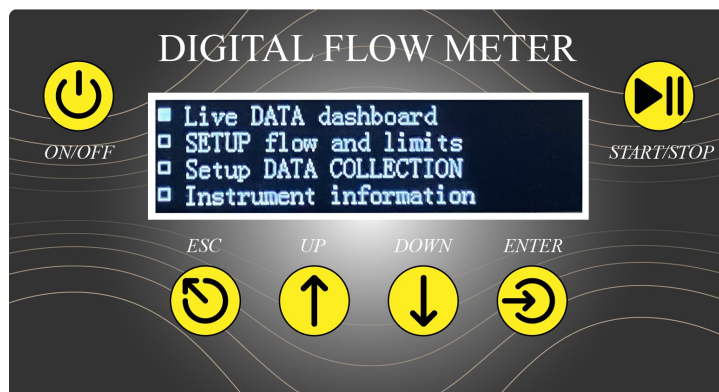 DIGITAL FLOW METER
ON/OFF
Live DATA dashboard
SETUP flow and limits
Setup DATA COLLECTION
Instrument information
START/STOP
ESC UP DOWN ENTER